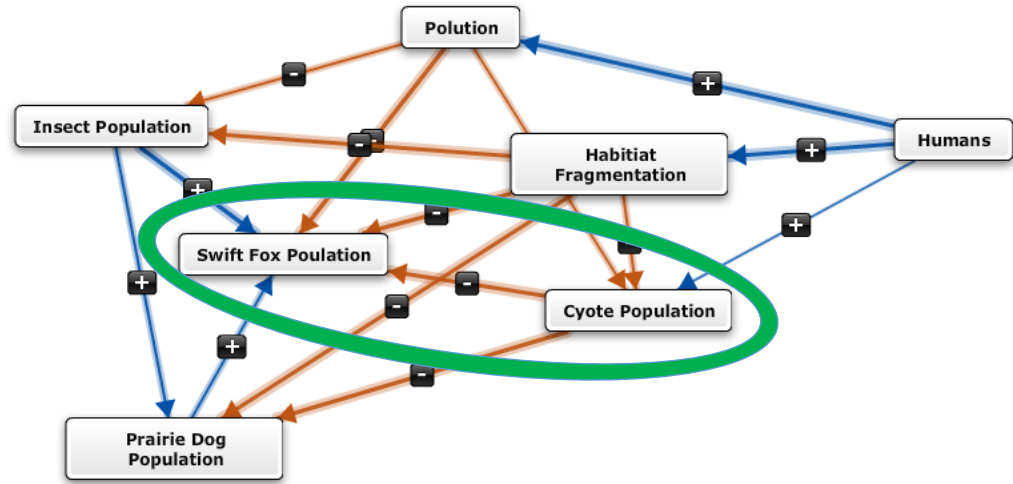 Polution
-
+
Insect Population
-
-
+
Humans
Habitiat
Fragmentation
+
-
+
Swift Fox Poulation
-
-
+
-
Cyote Population
+
-
-
Prairie Dog
Population